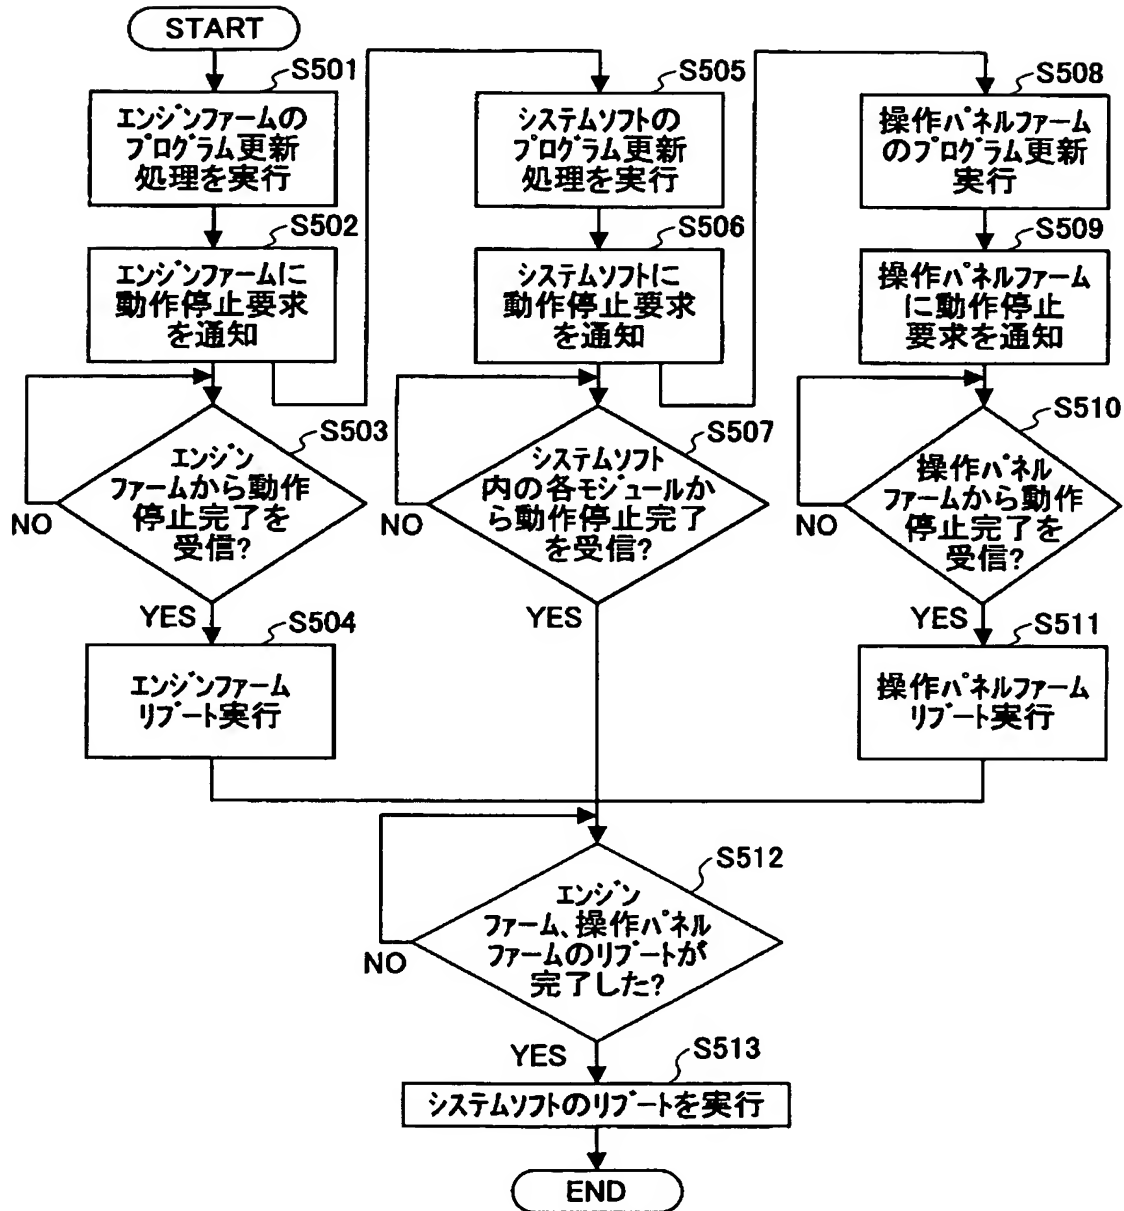 START
S501
エンジンファームの
プログラム更新
処理を実行
S502
エンジンファームに
動作停止要求
を通知
S503
エンジン
ファームから動作
停止完了を
受信?
NO
YES
S504
エンジンファーム
リブート実行
S505
システムソフトの
プログラム更新
処理を実行
S506
システムソフトに
動作停止要求
を通知
S507
システムソフト
内の各モジュールか
ら動作停止完了
を受信?
NO
YES
S508
操作パネルファーム
のプログラム更新
実行
S509
操作パネルファーム
に動作停止
要求を通知
S510
操作パネル
ファームから動作
停止完了を
受信?
NO
YES
S511
操作パネルファーム
リブート実行
S512
エンジン
ファーム、操作パネル
ファームのリブートが
完了した?
NO
YES
S513
システムソフトのリブートを実行
END